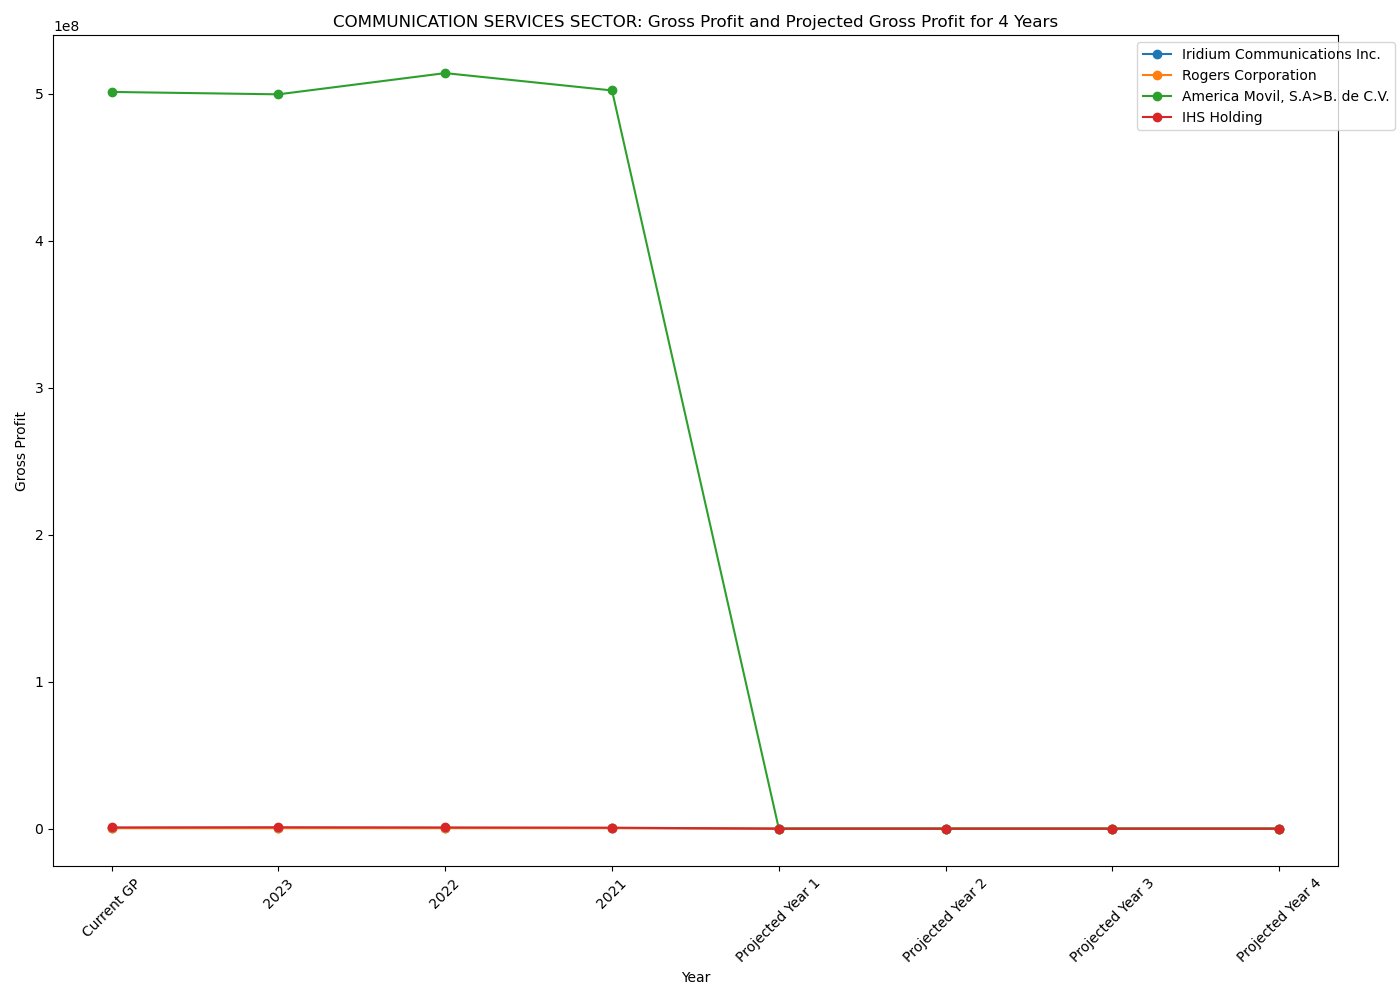 COMMUNICATION SERVICES SECTOR: Gross Profit and Projected Gross Profit for 4 Years
1e8
Iridium Communications Inc.
Rogers Corporation
America Movil, S.A>B. de C.V.
IHS Holding
5
4
3
2
1
0
Gross Profit
Current GP
2023
2022
2021
Projected Year 1
Projected Year 2
Projected Year 3
Projected Year 4
Year